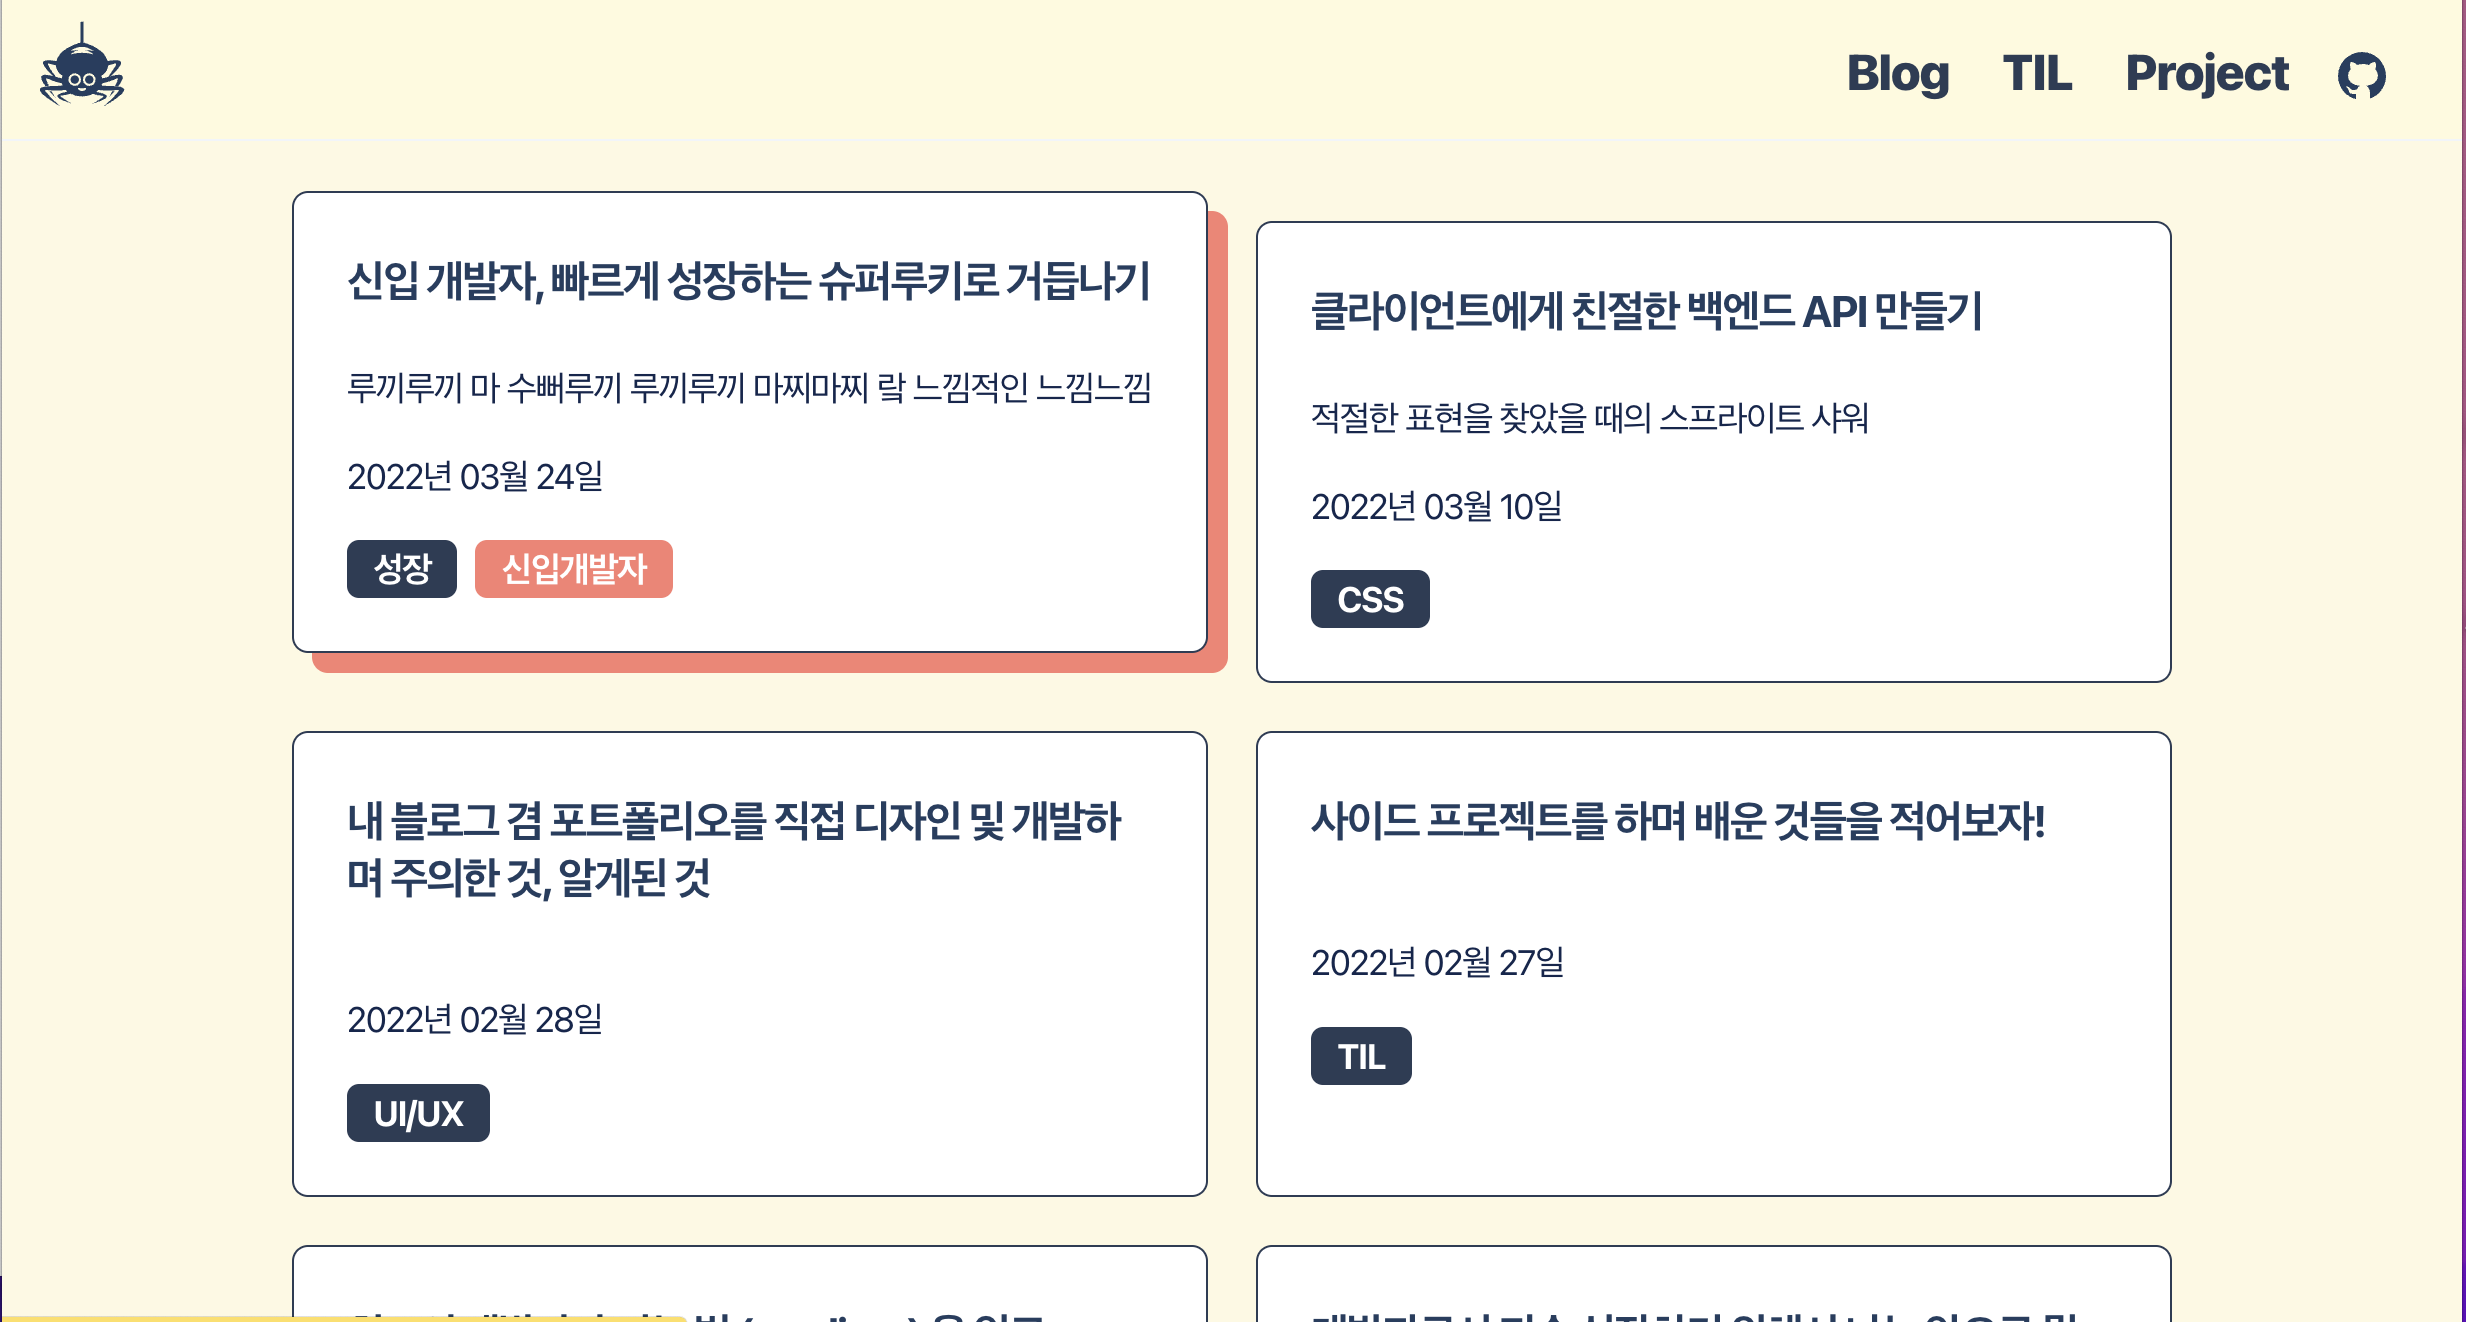 Blog TIL Project
신입 개발자, 빠르게 성장하는 슈퍼루키로 거듭나기
루끼루끼 마 수뻐루끼 루끼루끼 마찌마찌 랔 느낌적인 느낌느낌
2022년 03월 24일
성장 신입개발자
클라이언트에게 친절한 백엔드 API 만들기
적절한 표현을 찾았을 때의 스프라이트 샤워
2022년 03월 10일
CSS
내 블로그 겸 포트폴리오를 직접 디자인 및 개발하
며 주의한 것, 알게된 것
2022년 02월 28일
UI/UX
사이드 프로젝트를 하며 배운 것들을 적어보자!
2022년 02월 27일
TIL